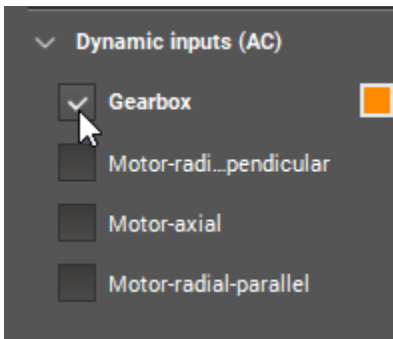 Dynamic inputs (AC)
Gearbox
Motor-radi...pendicular
Motor-axial
Motor-radial-parallel